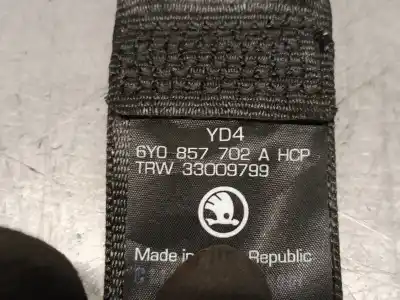 YD4
6Y0 857 702 A HCP
TRW 33009799
Made in Republic